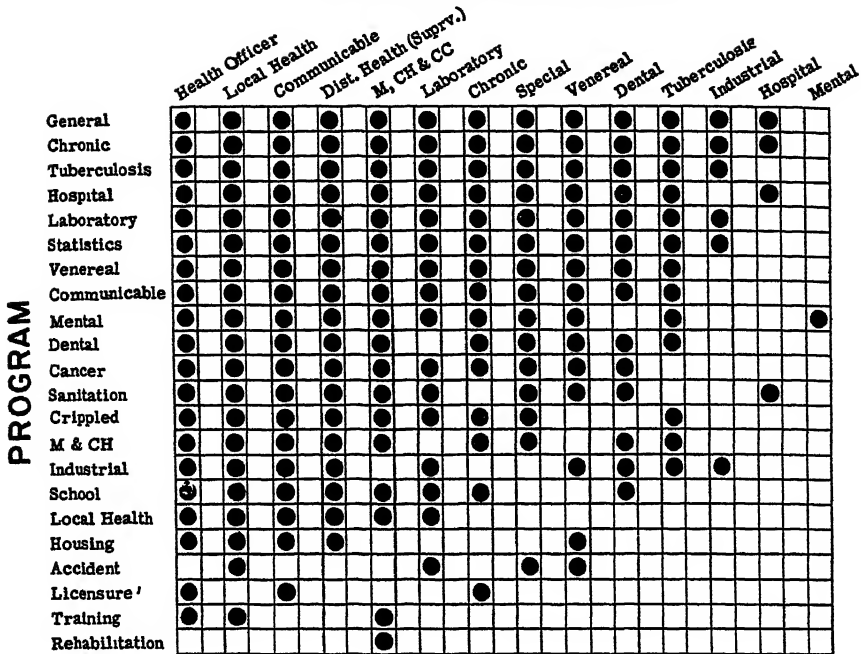 Health Officer
Local Health
Communicable
Dist. Health (Suprv.)
M, CH & CC
Laboratory
Chronic
Special
Venereal
Dental
Tuberculosis
Industrial
Hospital
Mental
PROGRAM
General
Chronic
Tuberculosis
Hospital
Laboratory
Statistics
Venereal
Communicable
Mental
Dental
Cancer
Sanitation
Crippled
M & CH
Industrial
School
Local Health
Housing
Accident
Licensure '
Training
Rehabilitation